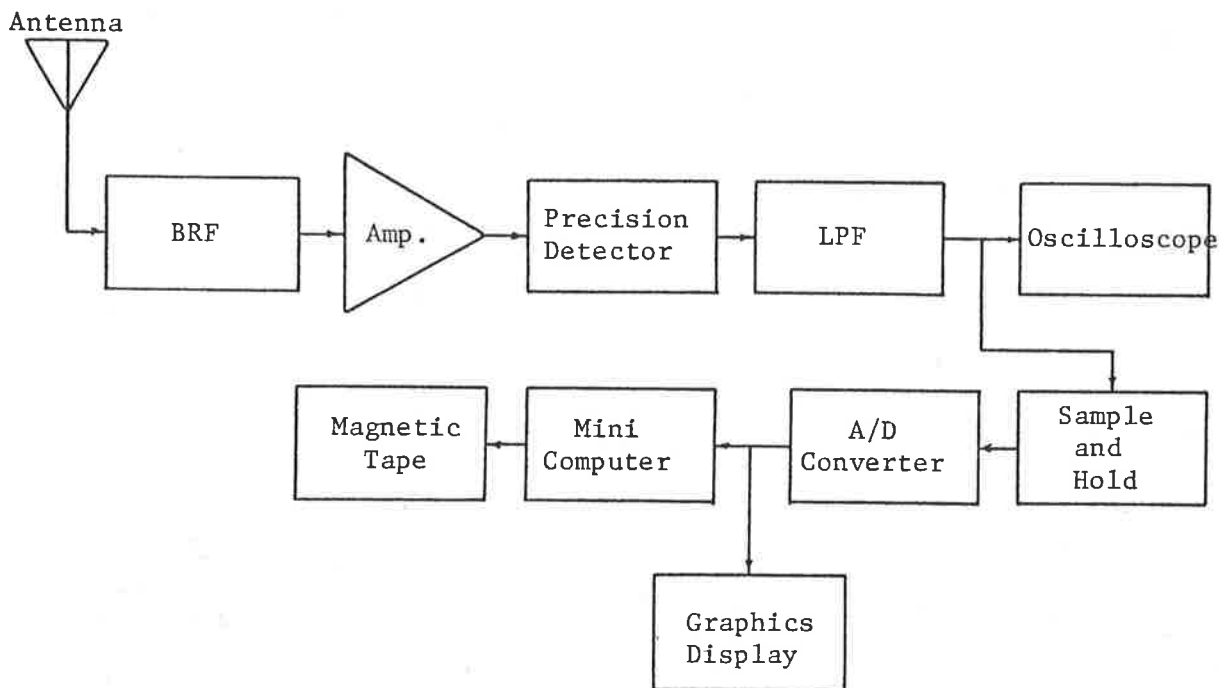 Antenna
BRF
Amp.
Precision
Detector
LPF
Oscilloscope
Magnetic
Tape
Mini
Computer
A/D
Converter
Sample
and
Hold
Graphics
Display